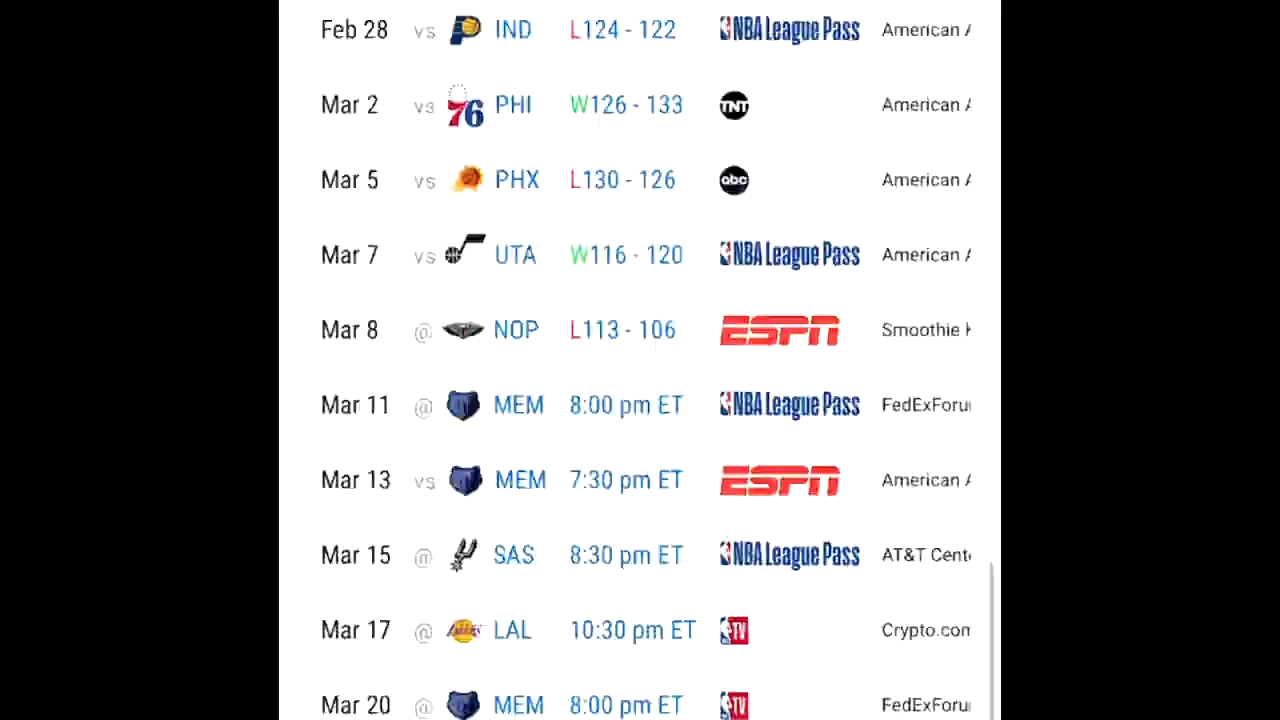 Feb 28 vs IND L124 - 122 NBA League Pass American A
Mar 2 vs 76 PHI W126 - 133 TNT American A
Mar 5 vs PHX L130 - 126 abc American A
Mar 7 vs UTA W116 - 120 NBA League Pass American A
Mar 8 @ NOP L113 - 106 ESPN Smoothie K
Mar 11 @ MEM 8:00 pm ET NBA League Pass FedExForu
Mar 13 vs MEM 7:30 pm ET ESPN American A
Mar 15 @ SAS 8:30 pm ET NBA League Pass AT&T Cent
Mar 17 @ Lakers LAL 10:30 pm ET TV Crypto.com
Mar 20 @ MEM 8:00 pm ET TV FedExForu